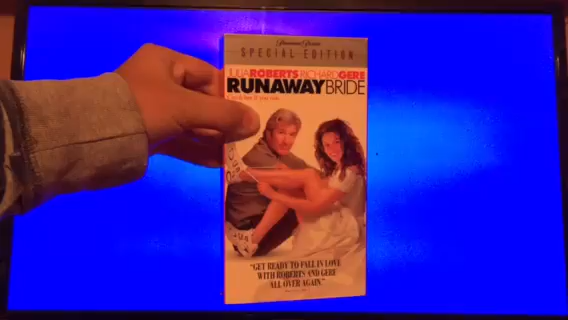 SPECIAL EDITION
JULIA ROBERTS RICHARD GERE
RUNAWAY BRIDE
"GET READY TO FALL IN LOVE
WITH ROBERTS AND GERE
ALL OVER AGAIN."